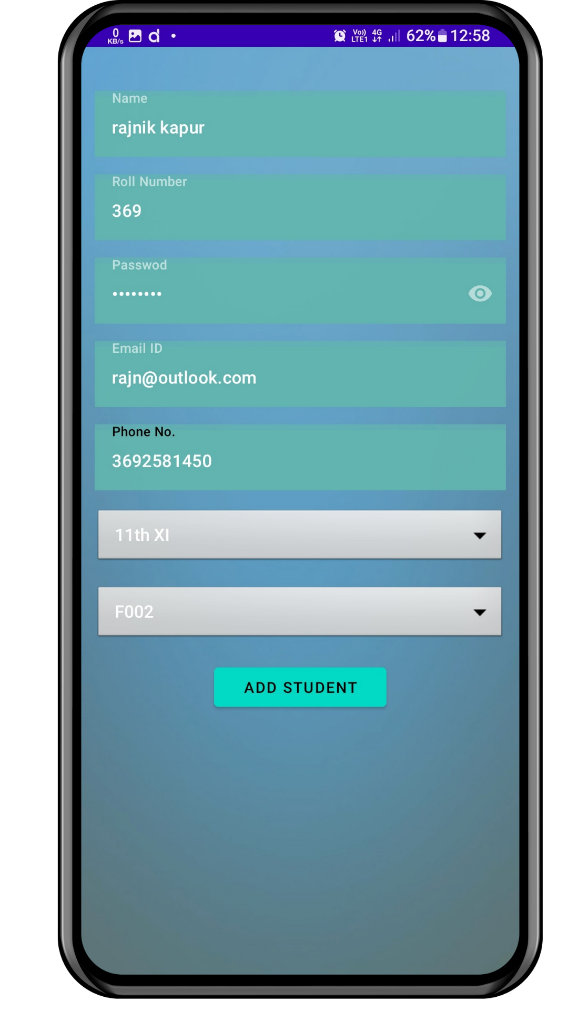 0
KB/s
d
Vo)) 4G
LTE1
62% 12:58
Name
rajnik kapur
Roll Number
369
Passwod
••••••••
Email ID
rajn@outlook.com
Phone No.
3692581450
11th XI
F002
ADD STUDENT